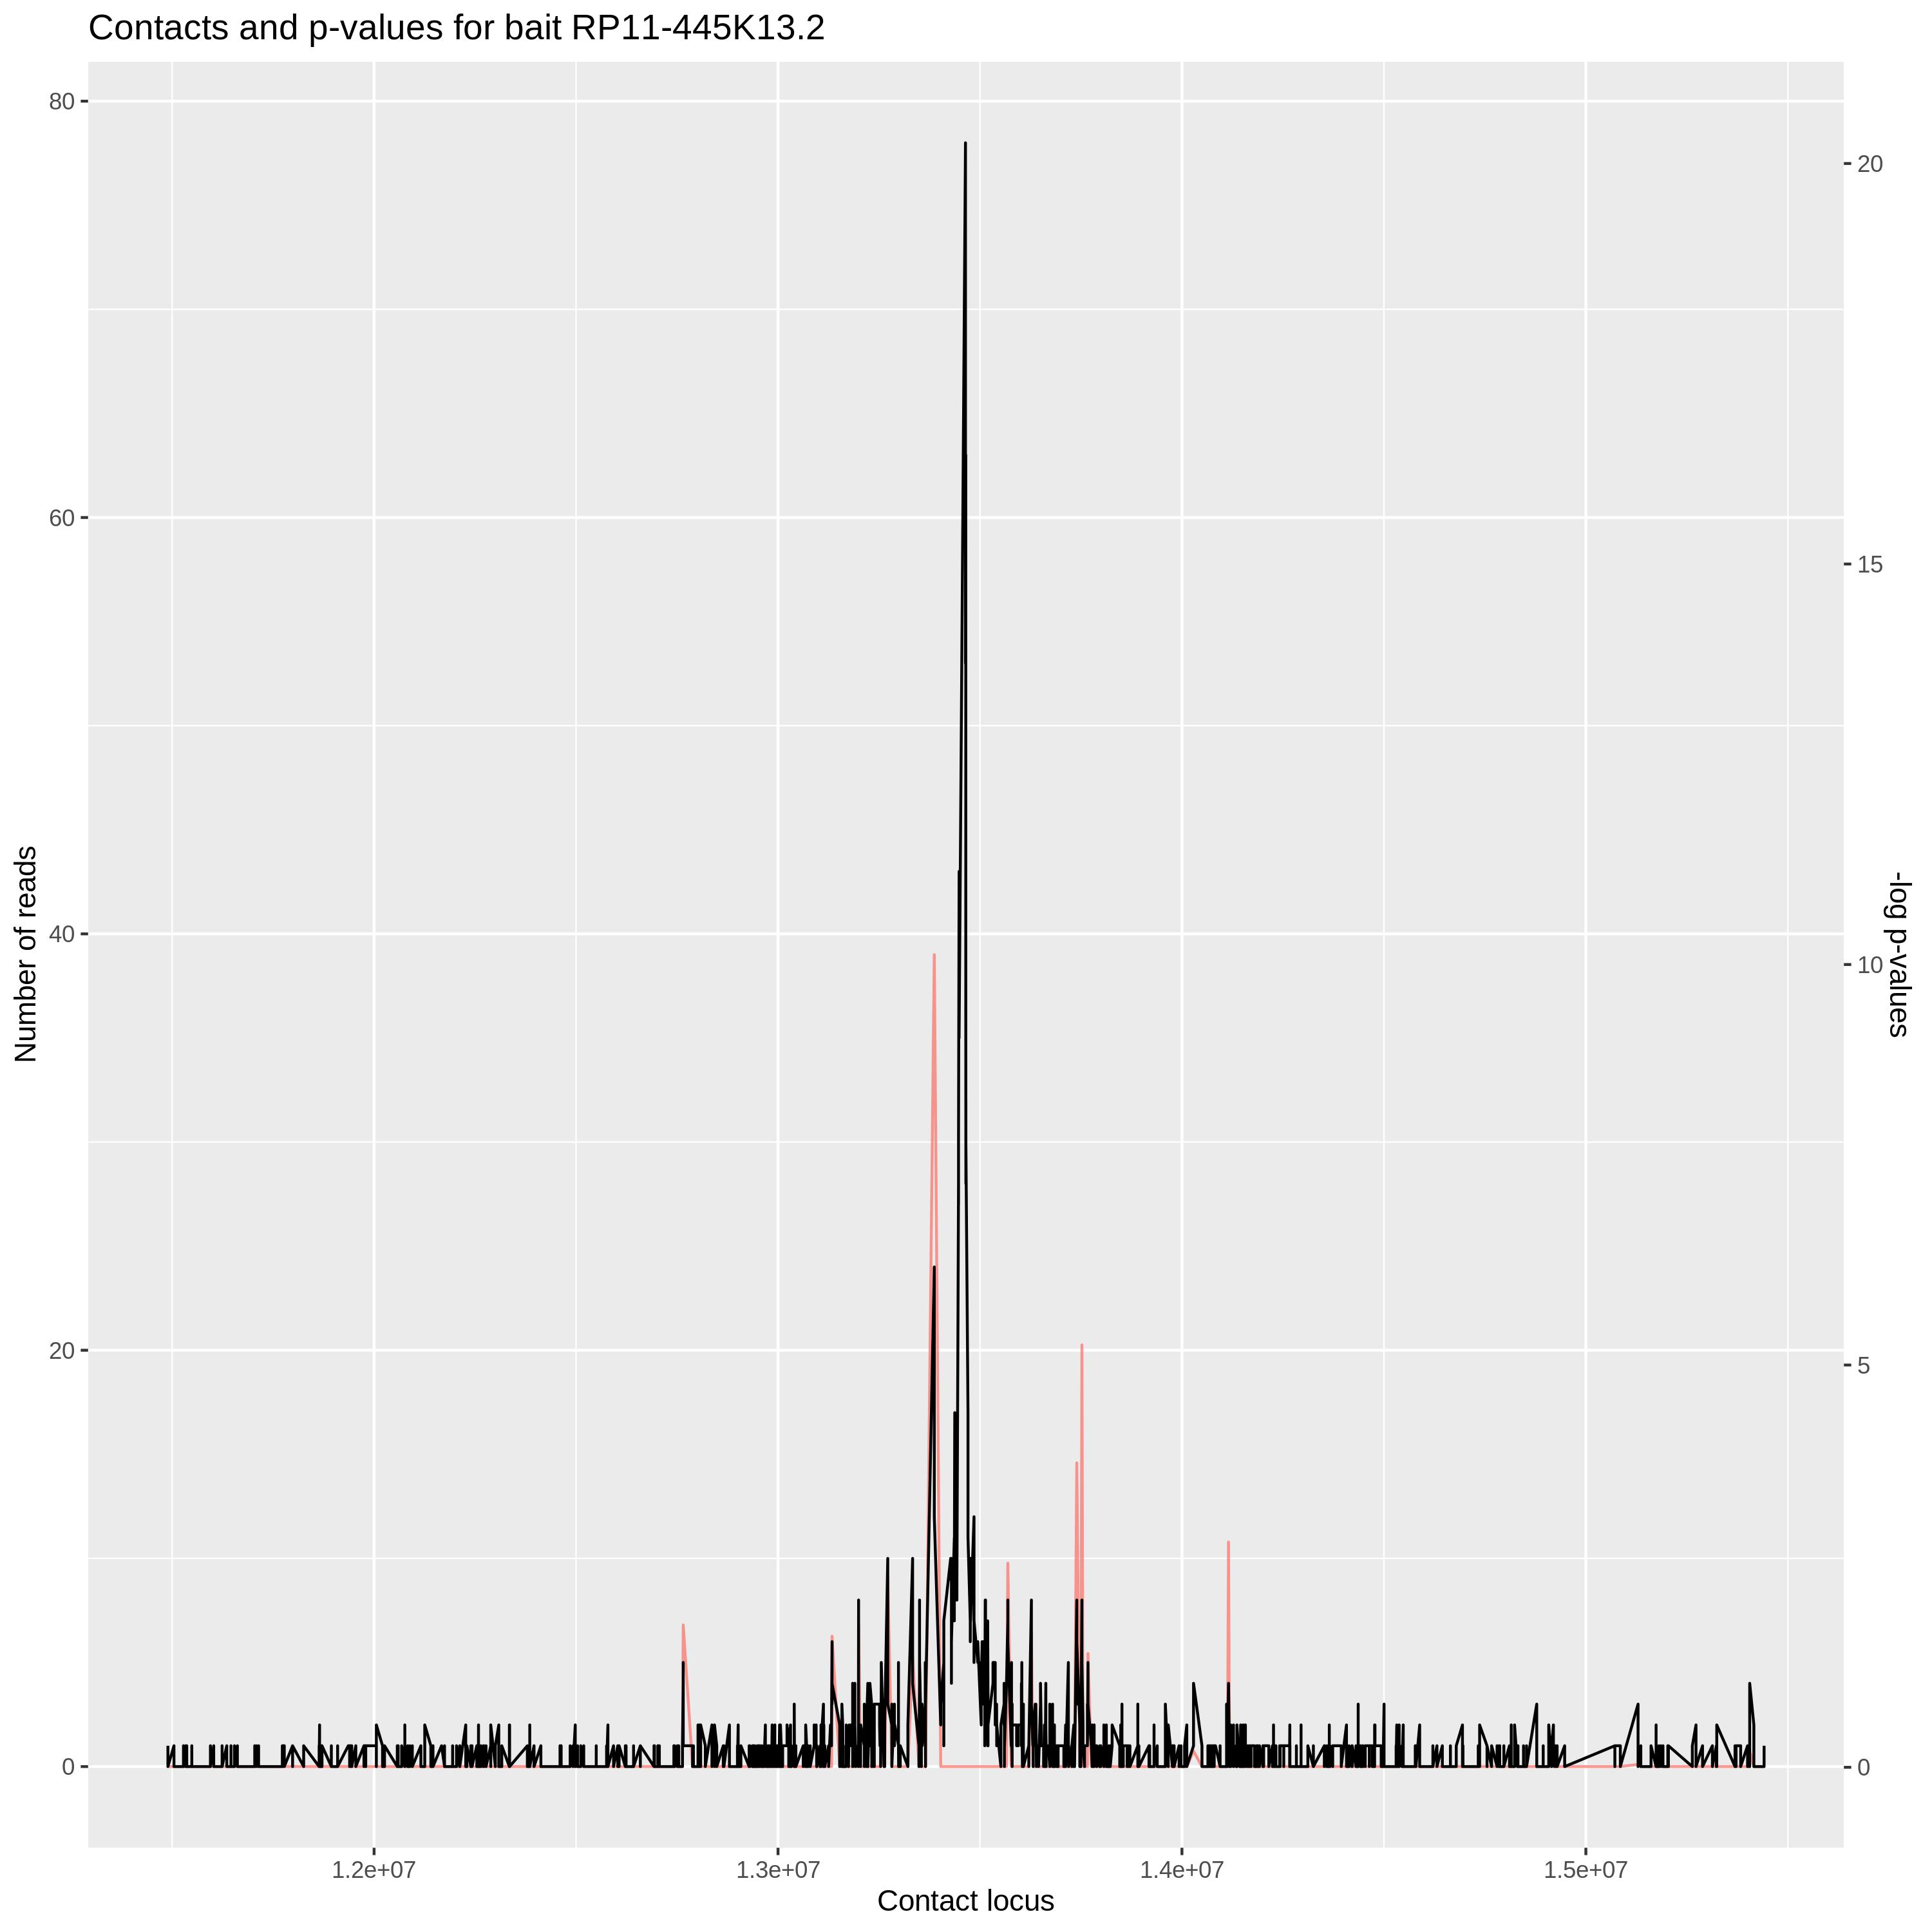 Contacts and p-values for bait RP11-445K13.2
80
60
40
20
0
Number of reads
20
15
10
5
0
-log p-values
1.2e+07
1.3e+07
1.4e+07
1.5e+07
Contact locus